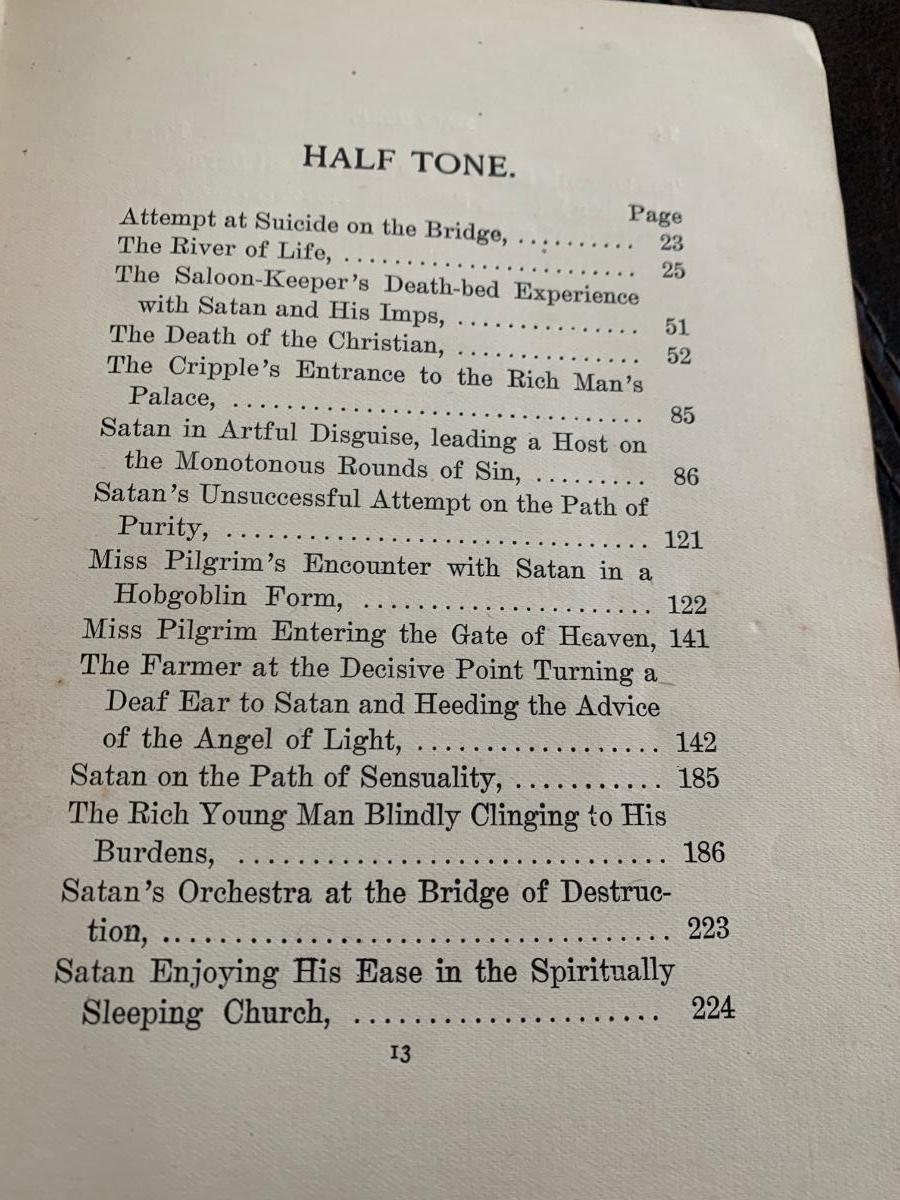 HALF TONE.
Page
Attempt at Suicide on the Bridge, .......... 23
The River of Life, ........................ 25
The Saloon-Keeper's Death-bed Experience
with Satan and His Imps, ............... 51
The Death of the Christian, ............... 52
The Cripple's Entrance to the Rich Man's
Palace, ................................. 85
Satan in Artful Disguise, leading a Host on
the Monotonous Rounds of Sin, ......... 86
Satan's Unsuccessful Attempt on the Path of
Purity, .................................. 121
Miss Pilgrim's Encounter with Satan in a
Hobgoblin Form, ....................... 122
Miss Pilgrim Entering the Gate of Heaven, 141
The Farmer at the Decisive Point Turning a
Deaf Ear to Satan and Heeding the Advice
of the Angel of Light, .................. 142
Satan on the Path of Sensuality, ........... 185
The Rich Young Man Blindly Clinging to His
Burdens, ................................ 186
Satan's Orchestra at the Bridge of Destruc-
tion, ..................................... 223
Satan Enjoying His Ease in the Spiritually
Sleeping Church, ...................... 224
13